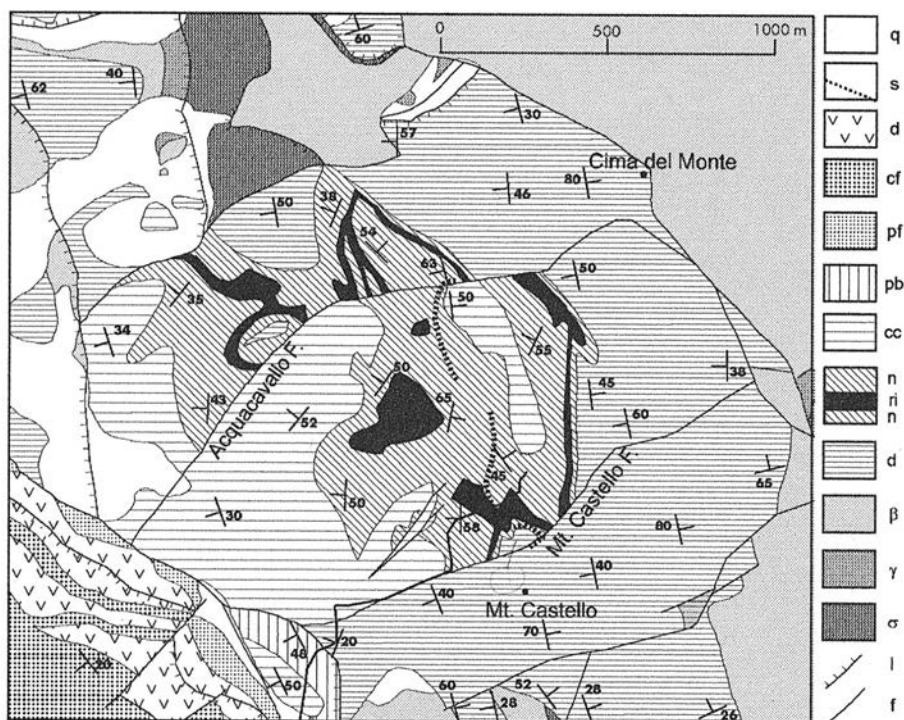 0 500 1000 m
60
40
62
30
57
Cima del Monte
80
46
50
38
54
63
50
50
35
34
55
50
38
45
43
65
52
60
Acquacavallo F.
45
65
50
Mt. Castello F.
30
58
80
40
40
Mt. Castello
70
20
48
20
50
60
52
28
28
26
q
s
d
cf
pf
pb
cc
n
ri
n
d
β
γ
σ
l
f